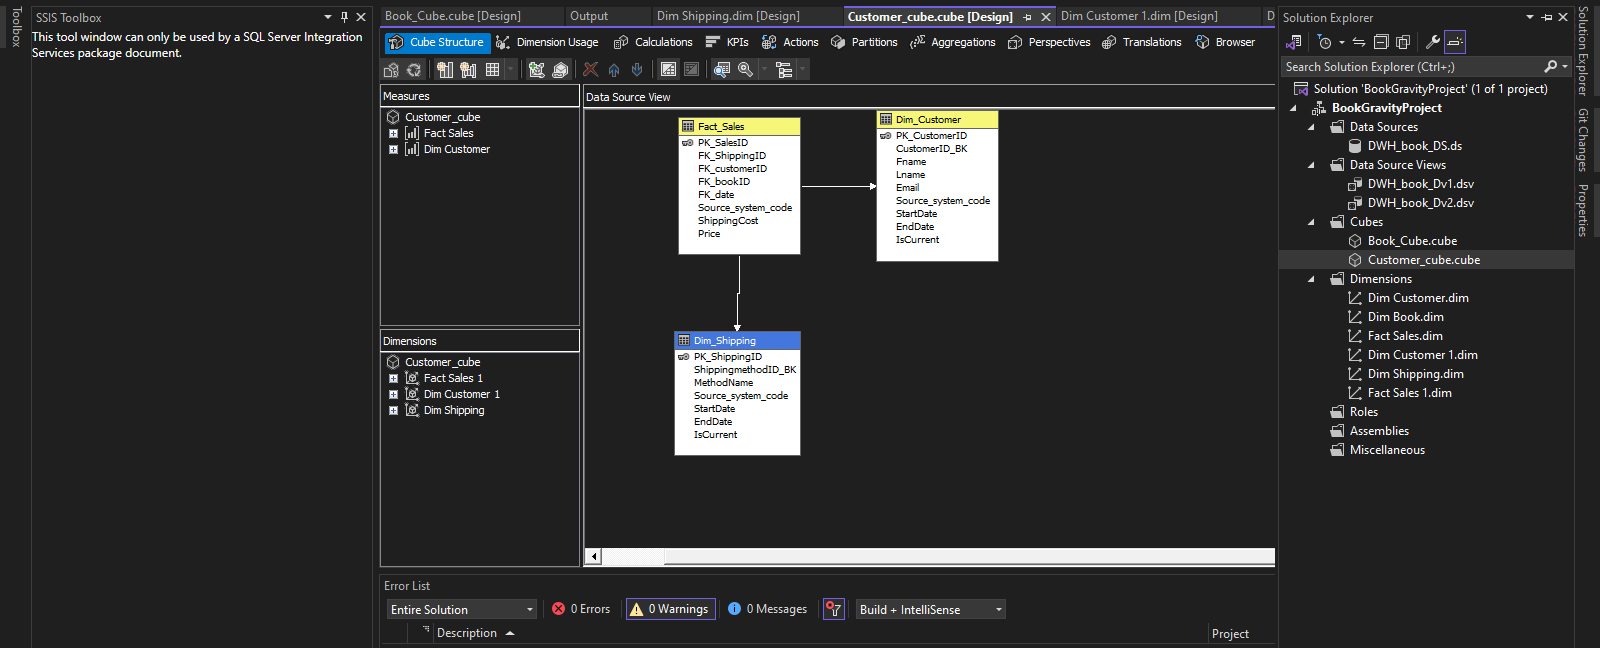 Toolbox
SSIS Toolbox
This tool window can only be used by a SQL Server Integration
Services package document.
Book_Cube.cube [Design]
Output
Dim Shipping.dim [Design]
Customer_cube.cube [Design]
Dim Customer 1.dim [Design]
D
Cube Structure
Dimension Usage
Calculations
KPIs
Actions
Partitions
Aggregations
Perspectives
Translations
Browser
Measures
Customer_cube
Fact Sales
Dim Customer
Dimensions
Customer_cube
Fact Sales 1
Dim Customer 1
Dim Shipping
Data Source View
Fact_Sales
PK_SalesID
FK_ShippingID
FK_customerID
FK_bookID
FK_date
Source_system_code
ShippingCost
Price
Dim_Customer
PK_CustomerID
CustomerID_BK
Fname
Lname
Email
Source_system_code
StartDate
EndDate
IsCurrent
Dim_Shipping
PK_ShippingID
ShippingmethodID_BK
MethodName
Source_system_code
StartDate
EndDate
IsCurrent
Error List
Entire Solution
0 Errors
0 Warnings
0 Messages
Build + IntelliSense
Description
Project
Solution Explorer
Search Solution Explorer (Ctrl+;)
Solution 'BookGravityProject' (1 of 1 project)
BookGravityProject
Data Sources
DWH_book_DS.ds
Data Source Views
DWH_book_Dv1.dsv
DWH_book_Dv2.dsv
Cubes
Book_Cube.cube
Customer_cube.cube
Dimensions
Dim Customer.dim
Dim Book.dim
Fact Sales.dim
Dim Customer 1.dim
Dim Shipping.dim
Fact Sales 1.dim
Roles
Assemblies
Miscellaneous
Solution Explorer
Git Changes
Properties